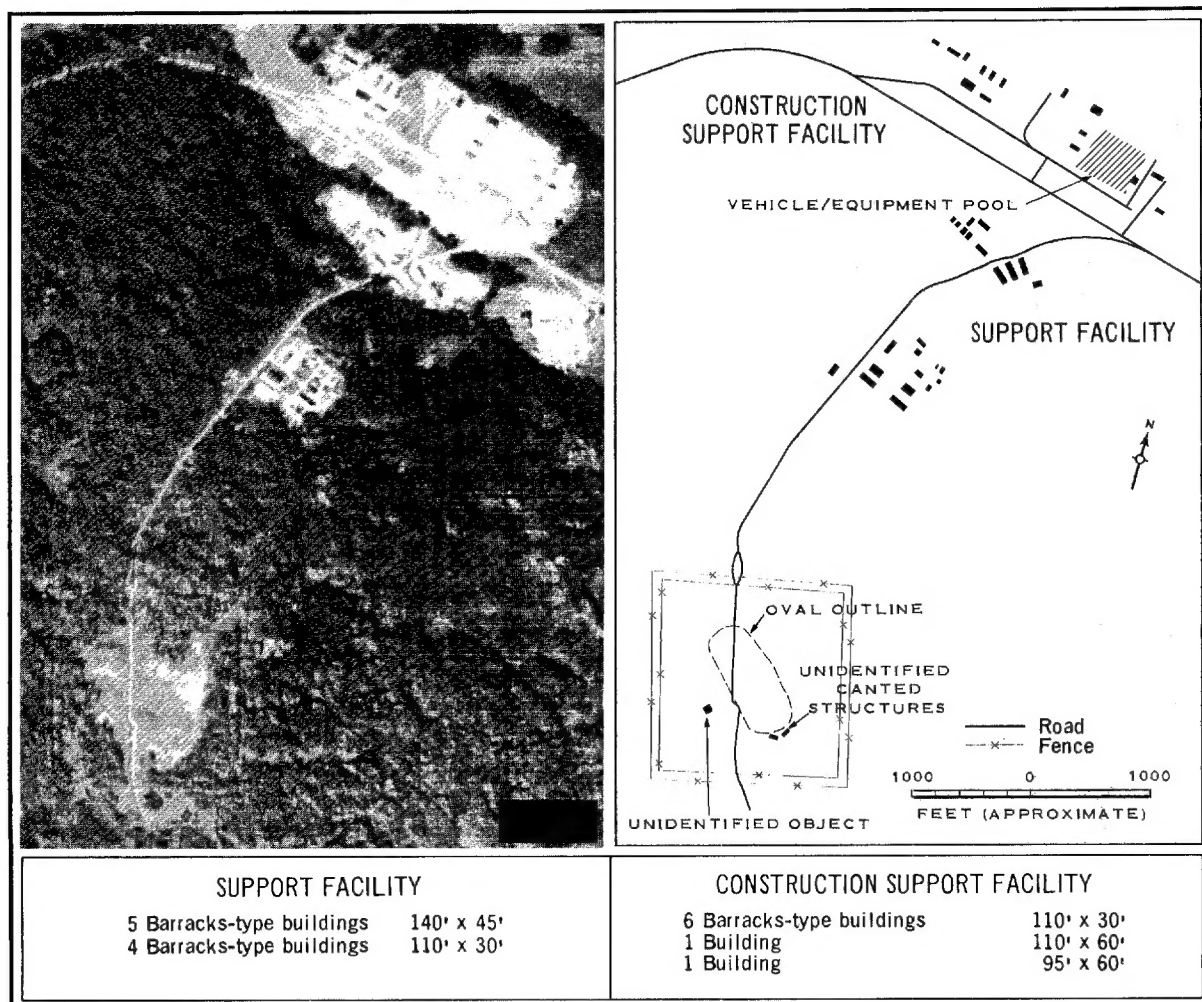 CONSTRUCTION
SUPPORT FACILITY
VEHICLE/EQUIPMENT POOL
SUPPORT FACILITY
N
OVAL OUTLINE
UNIDENTIFIED
CANTED
STRUCTURES
Road
Fence
1000 0 1000
FEET (APPROXIMATE)
UNIDENTIFIED OBJECT
SUPPORT FACILITY
5 Barracks-type buildings 140' x 45'
4 Barracks-type buildings 110' x 30'
CONSTRUCTION SUPPORT FACILITY
6 Barracks-type buildings 110' x 30'
1 Building 110' x 60'
1 Building 95' x 60'